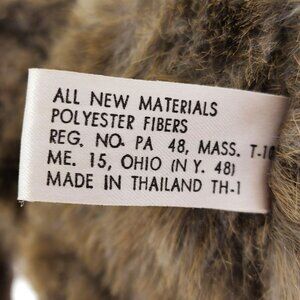 ALL NEW MATERIALS
POLYESTER FIBERS
REG. NO. PA 48, MASS. T-10
ME. 15, OHIO (N Y. 48)
MADE IN THAILAND TH-1